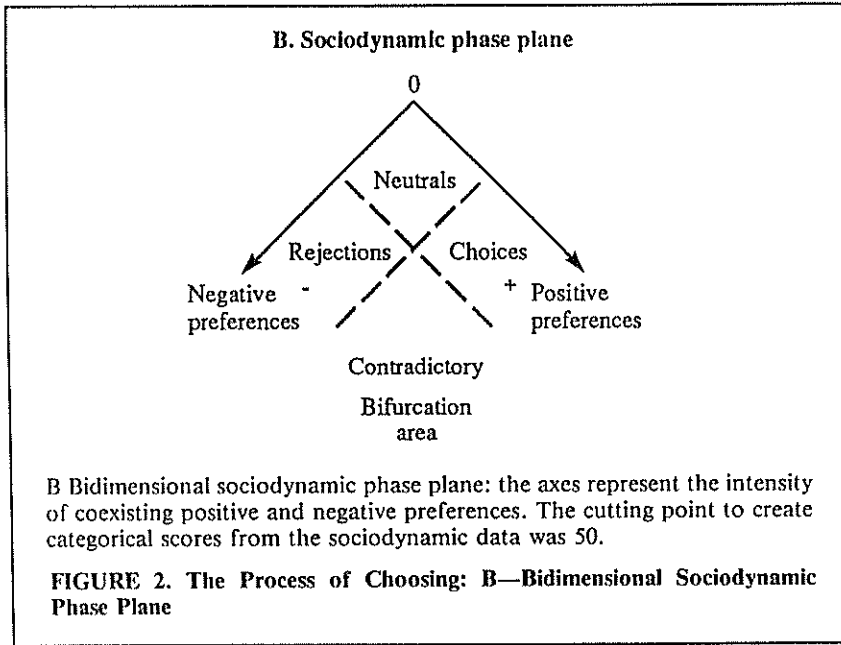 B. Sociodynamic phase plane
0
Neutrals
Rejections Choices
Negative - + Positive
preferences preferences
Contradictory
Bifurcation
area
B Bidimensional sociodynamic phase plane: the axes represent the intensity
of coexisting positive and negative preferences. The cutting point to create
categorical scores from the sociodynamic data was 50.
FIGURE 2. The Process of Choosing: B—Bidimensional Sociodynamic
Phase Plane